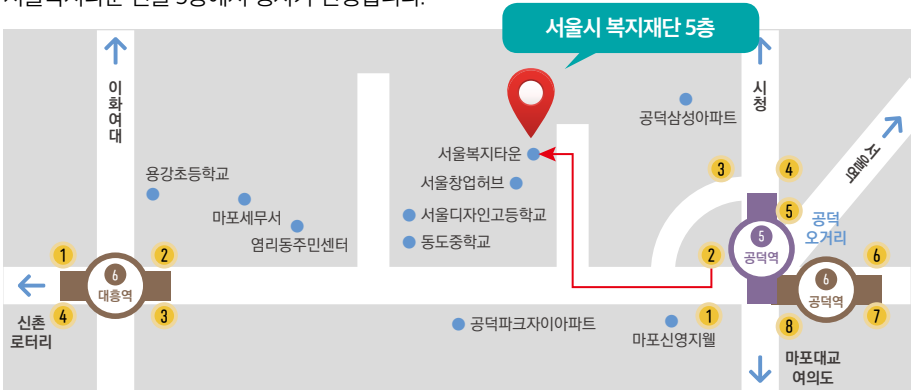 서울시 복지재단 5층
이화여대
시청
서울역
공덕삼성아파트
서울복지타운
서울창업허브
서울디자인고등학교
동도중학교
용강초등학교
마포세무서
염리동주민센터
3
4
5
공덕
오거리
5
공덕역
2
6
6
공덕역
7
1
2
6
대흥역
4
3
신촌
로터리
공덕파크자이아파트
마포신영지웰
1
8
마포대교
여의도